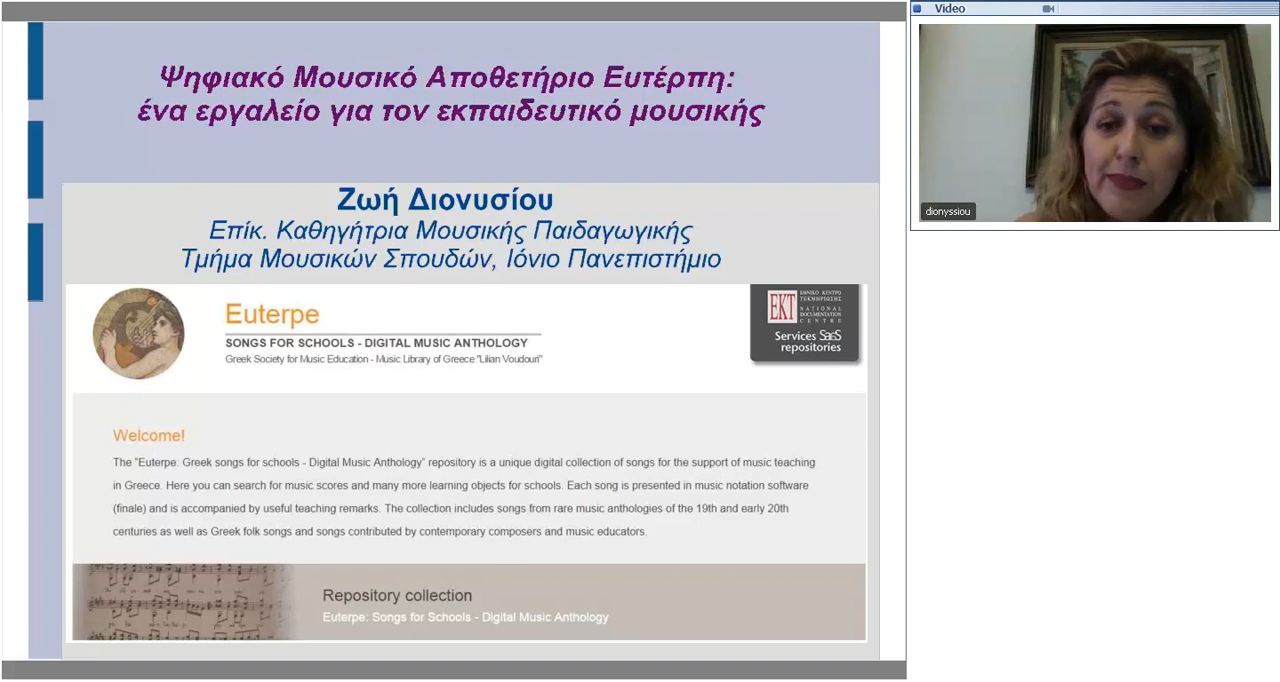 Ψηφιακό Μουσικό Αποθετήριο Ευτέρπη:
ένα εργαλείο για τον εκπαιδευτικό μουσικής
Ζωή Διονυσίου
Επίκ. Καθηγήτρια Μουσικής Παιδαγωγικής
Τμήμα Μουσικών Σπουδών, Ιόνιο Πανεπιστήμιο
Euterpe
SONGS FOR SCHOOLS - DIGITAL MUSIC ANTHOLOGY
Greek Society for Music Education - Music Library of Greece "Lilian Voudouri"
EKT
ΕΘΝΙΚΟ ΚΕΝΤΡΟ
ΤΕΚΜΗΡΙΩΣΗΣ
NATIONAL
DOCUMENTATION
CENTRE
Services SaaS
repositories
Welcome!
The "Euterpe: Greek songs for schools - Digital Music Anthology" repository is a unique digital collection of songs for the support of music teaching
in Greece. Here you can search for music scores and many more learning objects for schools. Each song is presented in music notation software
(finale) and is accompanied by useful teaching remarks. The collection includes songs from rare music anthologies of the 19th and early 20th
centuries as well as Greek folk songs and songs contributed by contemporary composers and music educators.
Repository collection
Euterpe: Songs for Schools - Digital Music Anthology
Video
dionyssiou